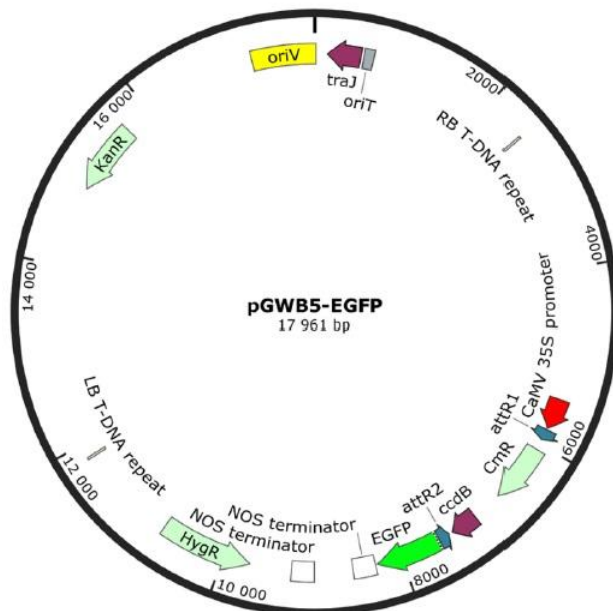 oriV
traJ
oriT
2000
RB T-DNA repeat
4000
CaMV 35S promoter
attR1
6000
CmR
ccdB
attR2
8000
EGFP
NOS terminator
NOS terminator
10 000
HygR
LB T-DNA repeat
12 000
14 000
KanR
16 000
pGWB5-EGFP
17 961 bp